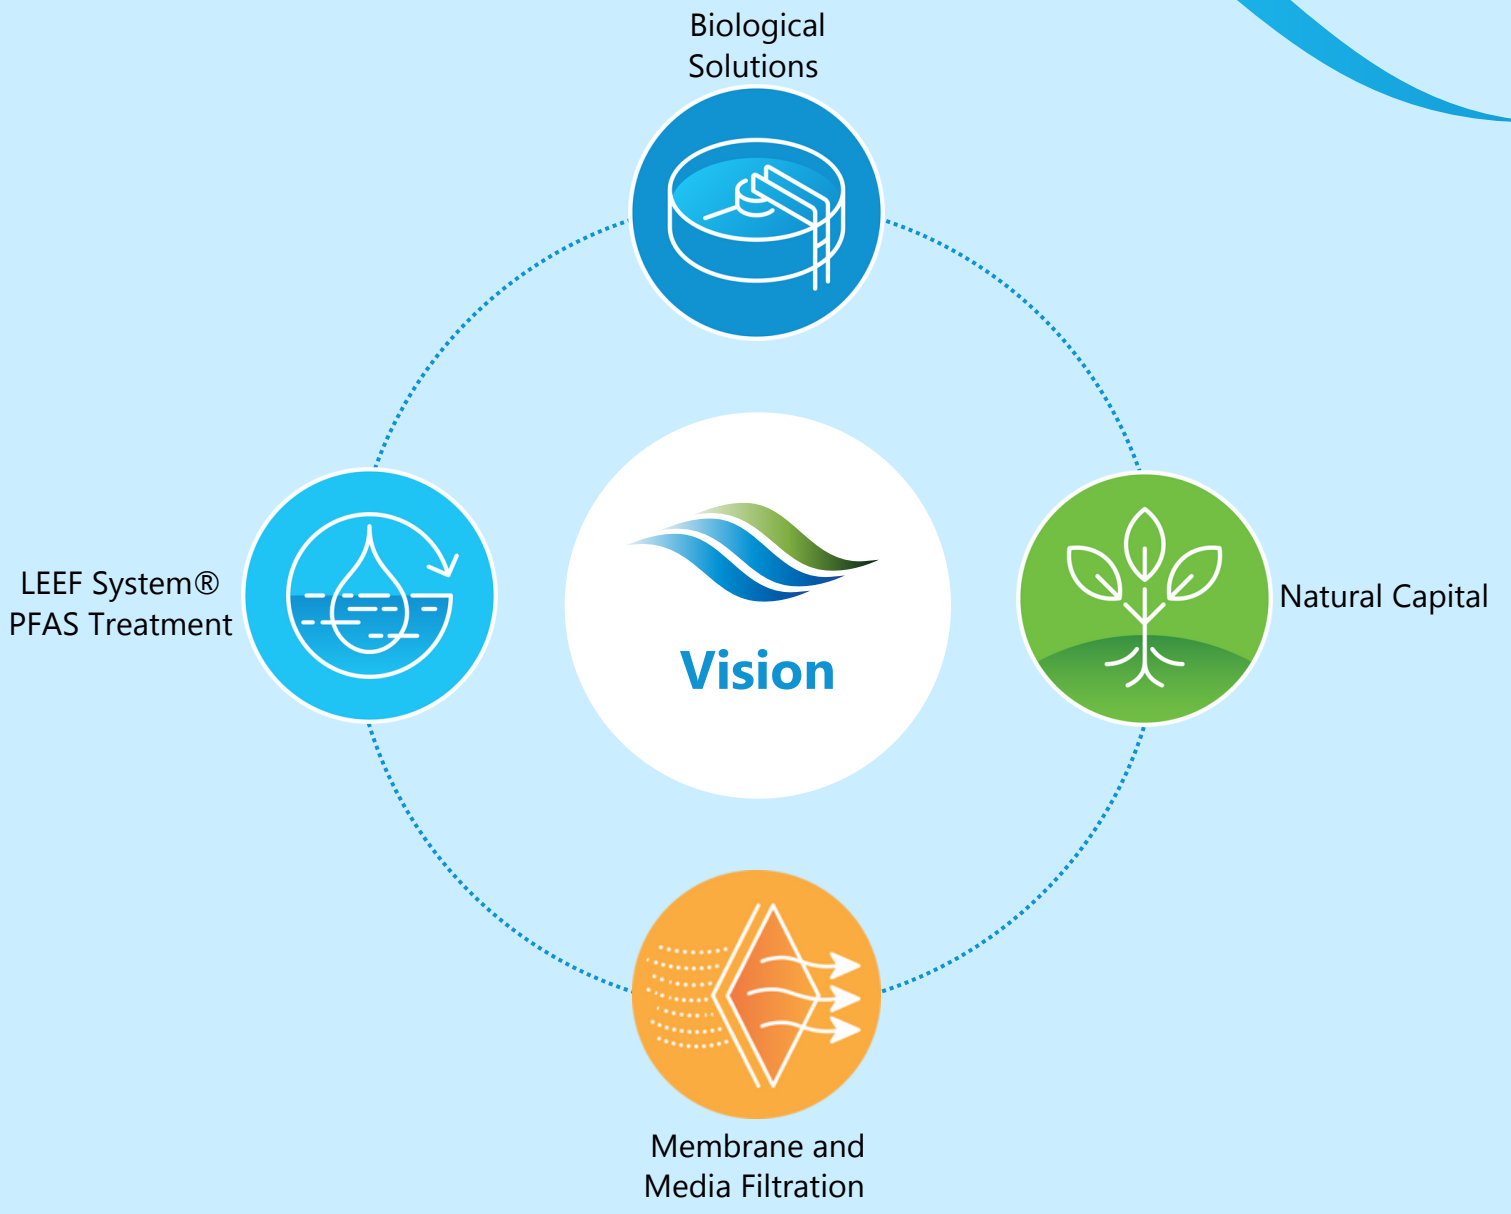 Biological
Solutions
LEEF System®
PFAS Treatment
Vision
Natural Capital
Membrane and
Media Filtration